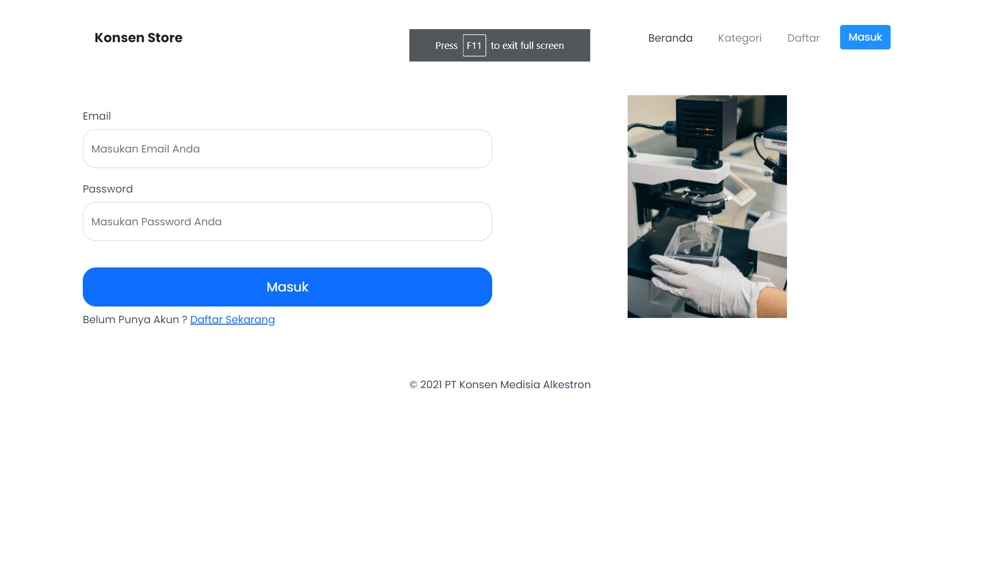 Konsen Store
Press F11 to exit full screen
Beranda
Kategori
Daftar
Masuk
Email
Masukan Email Anda
Password
Masukan Password Anda
Masuk
Belum Punya Akun ? Daftar Sekarang
© 2021 PT Konsen Medisia Alkestron